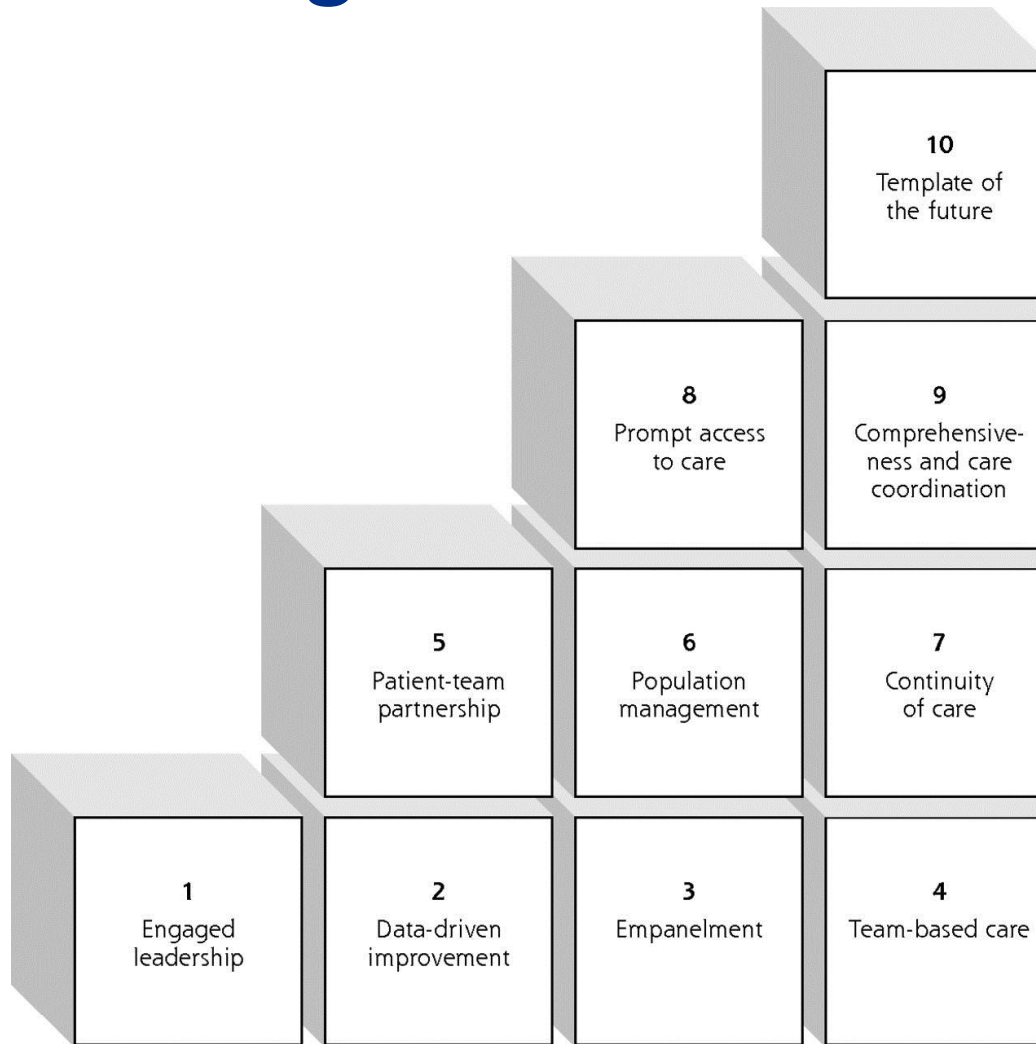 10
Template of
the future
8
Prompt access
to care
9
Comprehensive-
ness and care
coordination
5
Patient-team
partnership
6
Population
management
7
Continuity
of care
1
Engaged
leadership
2
Data-driven
improvement
3
Empanelment
4
Team-based care